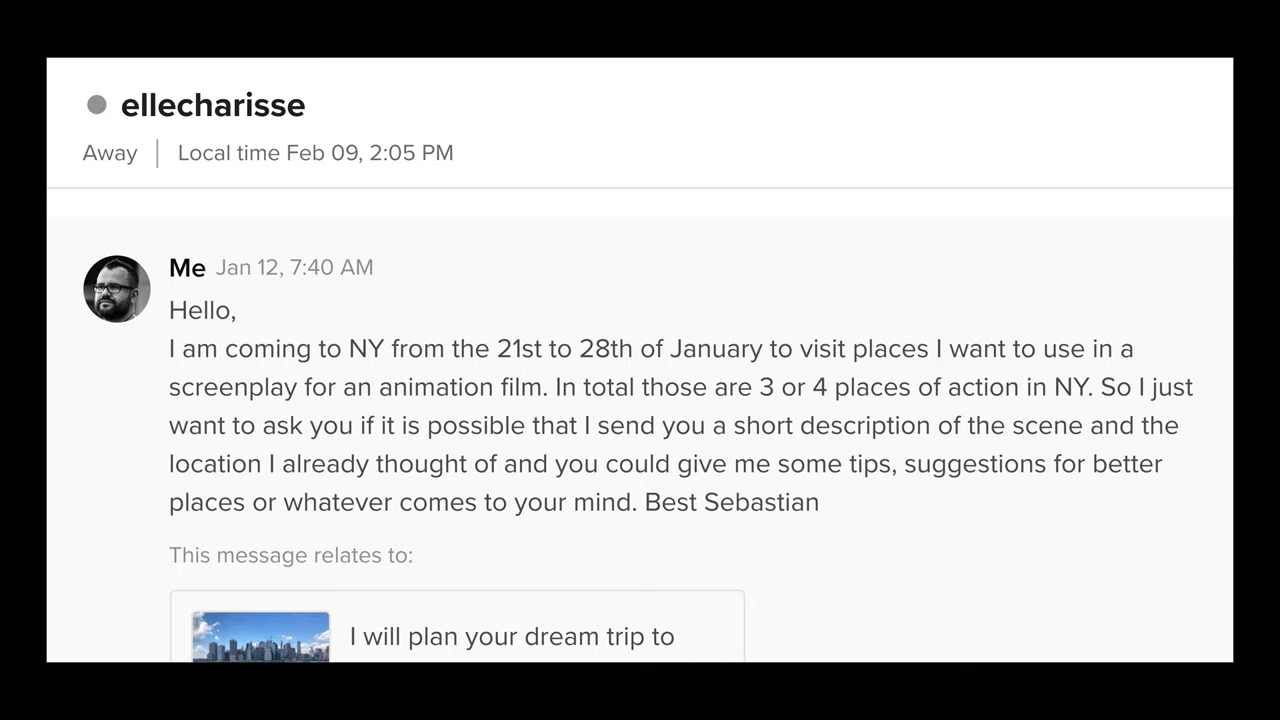 ellecharisse
Away | Local time Feb 09, 2:05 PM
Me Jan 12, 7:40 AM
Hello,
I am coming to NY from the 21st to 28th of January to visit places I want to use in a
screenplay for an animation film. In total those are 3 or 4 places of action in NY. So I just
want to ask you if it is possible that I send you a short description of the scene and the
location I already thought of and you could give me some tips, suggestions for better
places or whatever comes to your mind. Best Sebastian
This message relates to:
I will plan your dream trip to